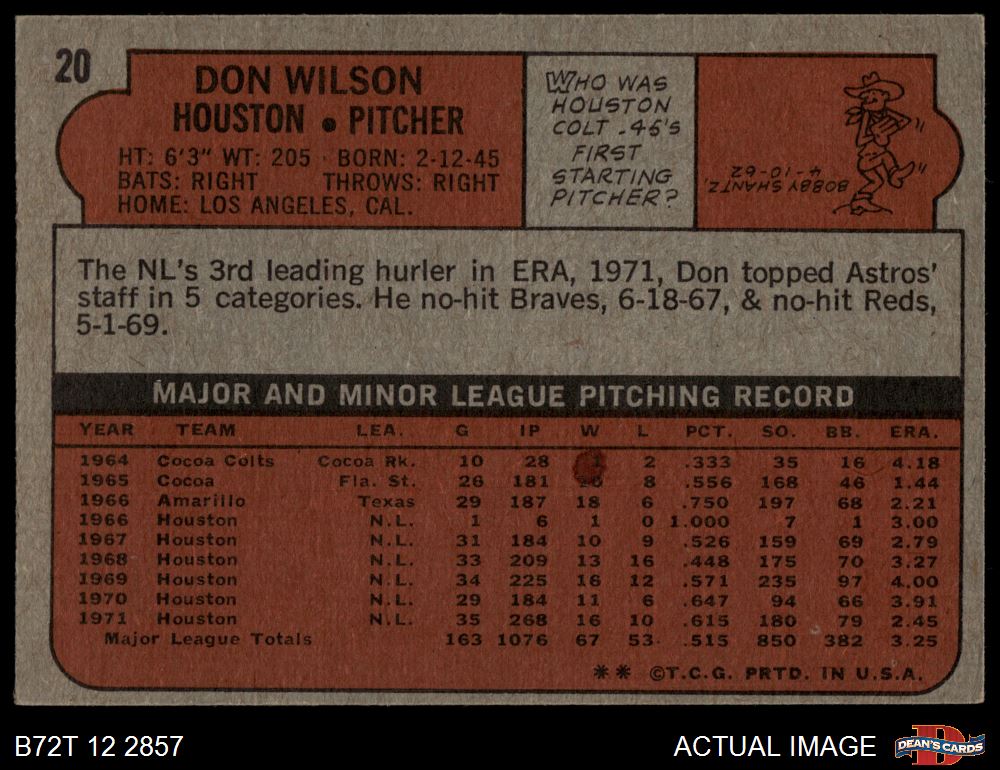 20
DON WILSON
HOUSTON • PITCHER
HT: 6'3" WT: 205 · BORN: 2-12-45
BATS: RIGHT THROWS: RIGHT
HOME: LOS ANGELES, CAL.
WHO WAS
HOUSTON
COLT .45'S
FIRST
STARTING
PITCHER?
BOBBY SHANTZ,
4-10-62
The NL's 3rd leading hurler in ERA, 1971, Don topped Astros'
staff in 5 categories. He no-hit Braves, 6-18-67, & no-hit Reds,
5-1-69.
MAJOR AND MINOR LEAGUE PITCHING RECORD
YEAR TEAM LEA. G IP W L PCT. SO. BB. ERA.
1964 Cocoa Colts Cocoa Rk. 10 28 1 2 .333 35 16 4.18
1965 Cocoa Fla. St. 26 181 10 8 .556 168 46 1.44
1966 Amarillo Texas 29 187 18 6 .750 197 68 2.21
1966 Houston N.L. 1 6 1 0 1.000 7 1 3.00
1967 Houston N.L. 31 184 10 9 .526 159 69 2.79
1968 Houston N.L. 33 209 13 16 .448 175 70 3.27
1969 Houston N.L. 34 225 16 12 .571 235 97 4.00
1970 Houston N.L. 29 184 11 6 .647 94 66 3.91
1971 Houston N.L. 35 268 16 10 .615 180 79 2.45
Major League Totals 163 1076 67 53 .515 850 382 3.25
** ©T.C.G. PRTD. IN U.S.A.
B72T 12 2857 ACTUAL IMAGE DEAN'S CARDS